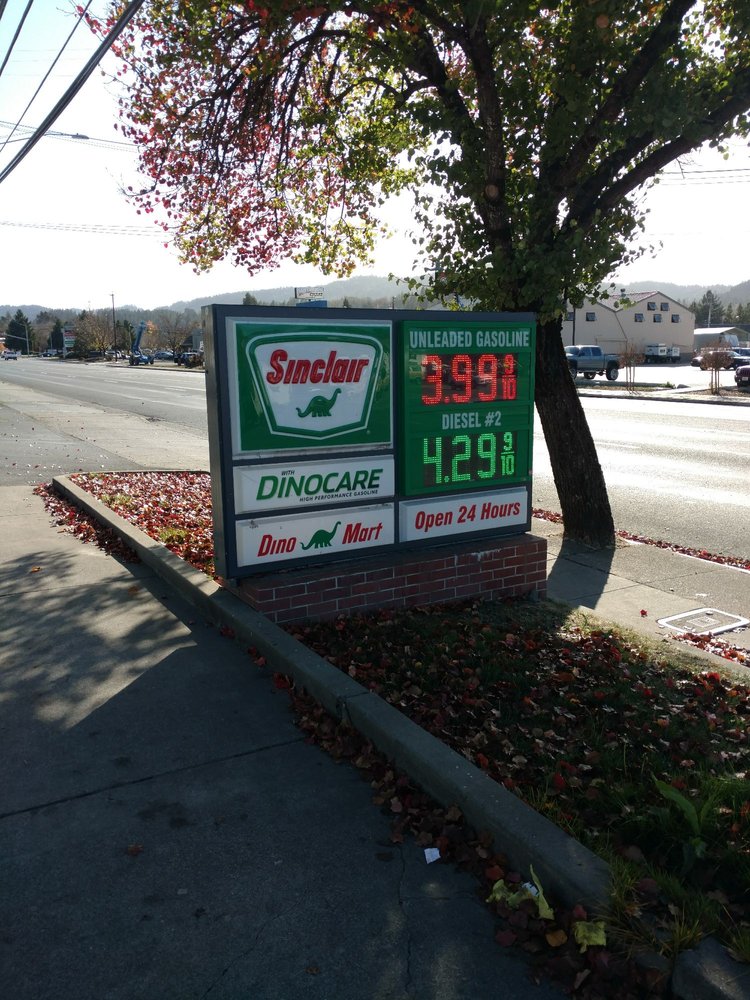 Sinclair
WITH
DINOCARE
HIGH PERFORMANCE GASOLINE
Dino Mart
UNLEADED GASOLINE
3.99 9/10
DIESEL #2
4.29 9/10
Open 24 Hours